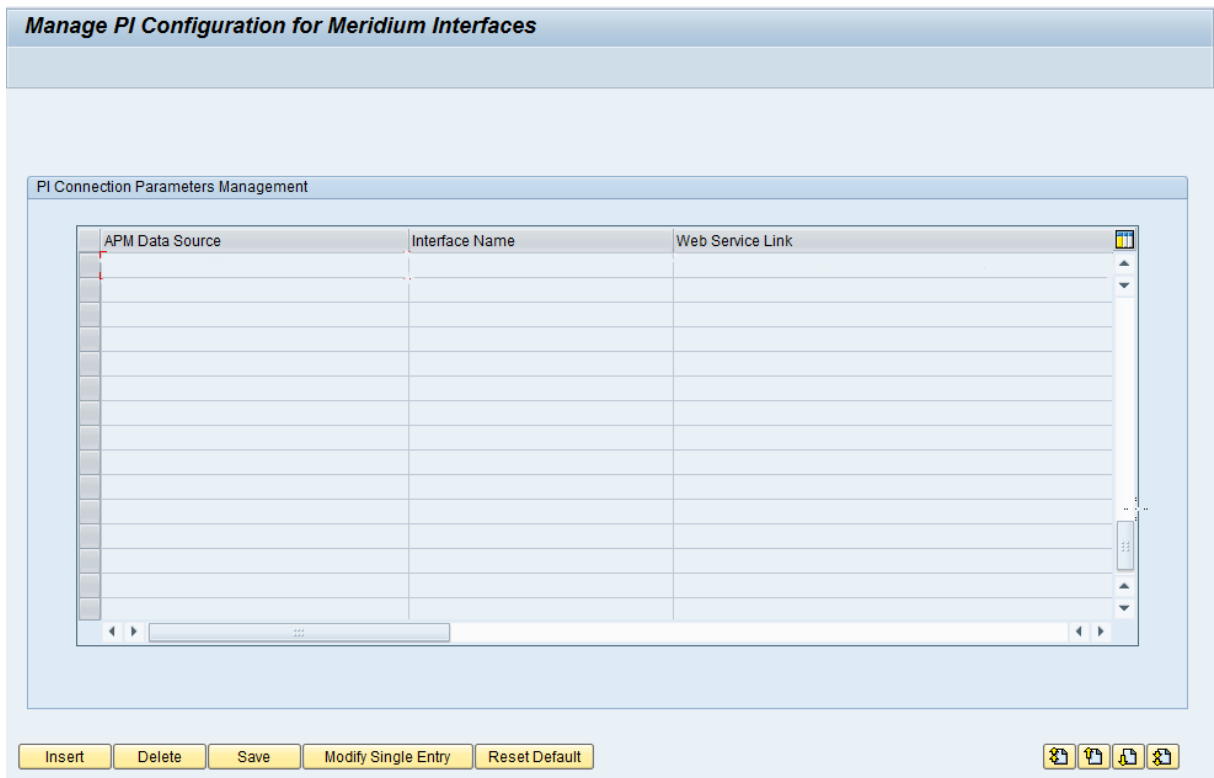 Manage PI Configuration for Meridium Interfaces
PI Connection Parameters Management
APM Data Source Interface Name Web Service Link
Insert Delete Save Modify Single Entry Reset Default